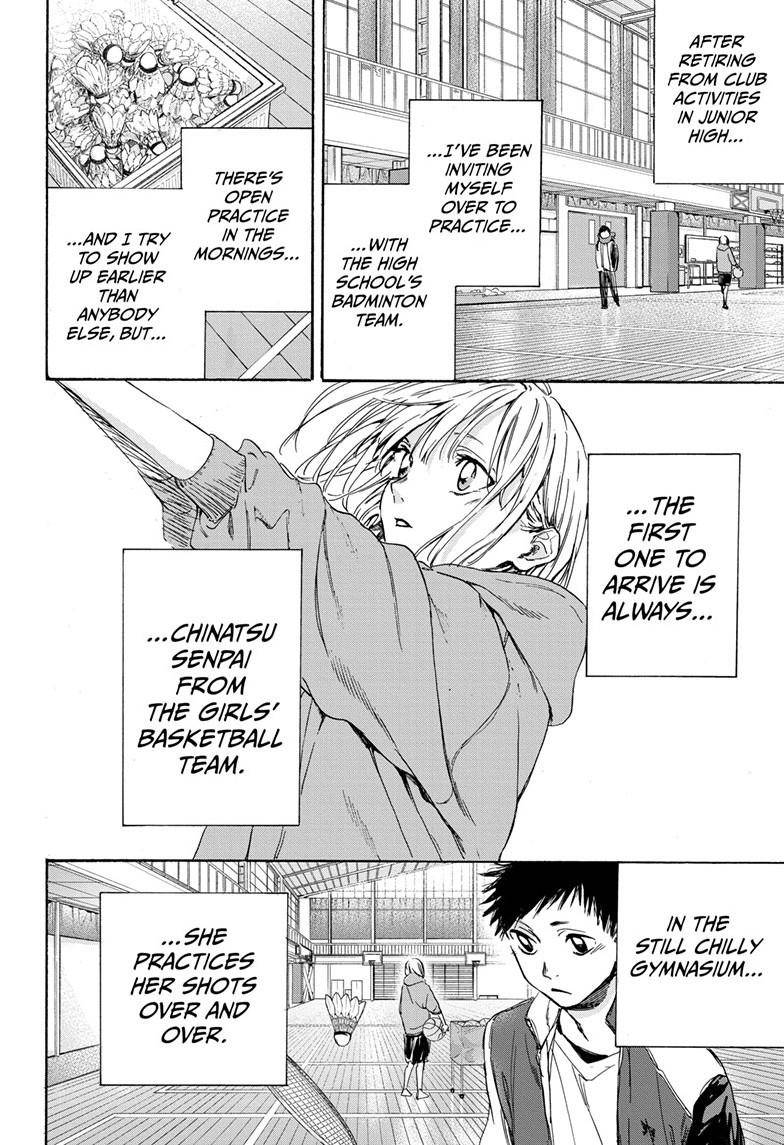 AFTER
RETIRING
FROM CLUB
ACTIVITIES
IN JUNIOR
HIGH...
...I'VE BEEN
INVITING
MYSELF
OVER TO
PRACTICE...
...WITH
THE HIGH
SCHOOL'S
BADMINTON
TEAM.
THERE'S
OPEN
PRACTICE
IN THE
MORNINGS...
...AND I TRY
TO SHOW
UP EARLIER
THAN
ANYBODY
ELSE, BUT...
...THE
FIRST
ONE TO
ARRIVE IS
ALWAYS...
...CHINATSU
SENPAI
FROM
THE GIRLS'
BASKETBALL
TEAM.
IN THE
STILL CHILLY
GYMNASIUM...
...SHE
PRACTICES
HER SHOTS
OVER AND
OVER.